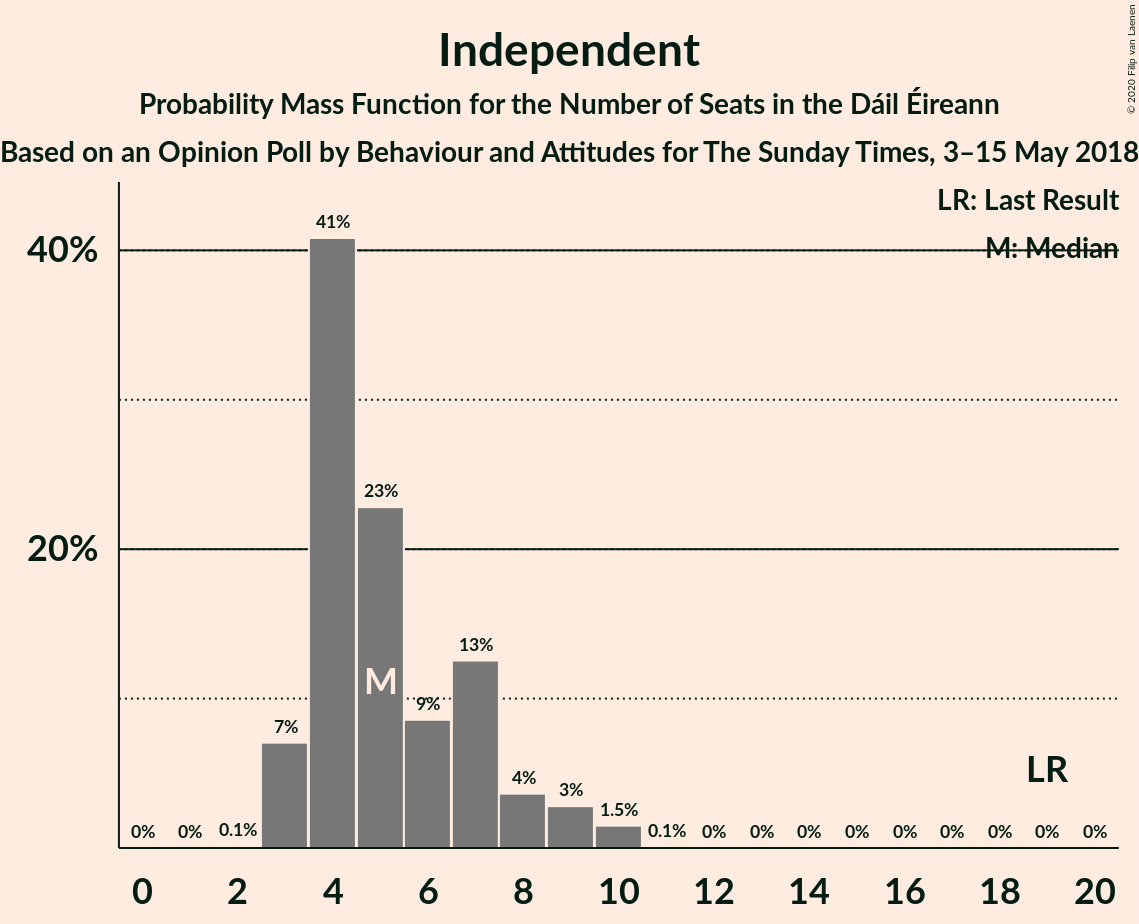 Independent
Probability Mass Function for the Number of Seats in the Dáil Éireann
Based on an Opinion Poll by Behaviour and Attitudes for The Sunday Times, 3–15 May 2018
© 2020 Filip van Laenen
LR: Last Result
M: Median
40%
20%
41%
23%
13%
9%
7%
4%
3%
1.5%
0% 0% 0.1% 0.1% 0% 0% 0% 0% 0% 0% 0% 0% 0%
M
LR
0 2 4 6 8 10 12 14 16 18 20